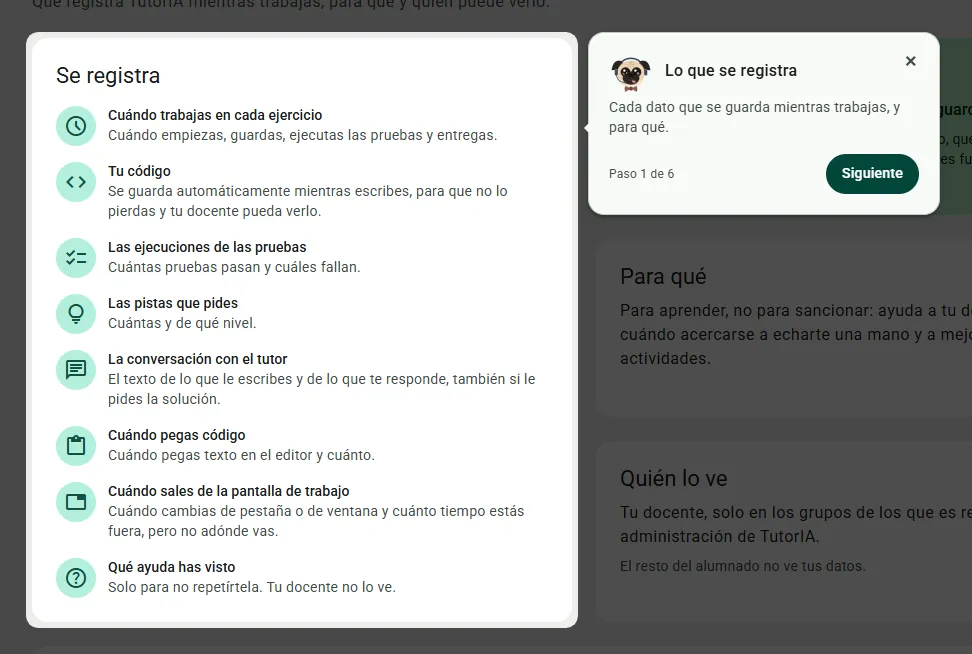 Qué registra TutorIA mientras trabajas, para qué y quién puede verlo.
Se registra
Cuándo trabajas en cada ejercicio
Cuándo empiezas, guardas, ejecutas las pruebas y entregas.
Tu código
Se guarda automáticamente mientras escribes, para que no lo
pierdas y tu docente pueda verlo.
Las ejecuciones de las pruebas
Cuántas pruebas pasan y cuáles fallan.
Las pistas que pides
Cuántas y de qué nivel.
La conversación con el tutor
El texto de lo que le escribes y de lo que te responde, también si le
pides la solución.
Cuándo pegas código
Cuándo pegas texto en el editor y cuánto.
Cuándo sales de la pantalla de trabajo
Cuándo cambias de pestaña o de ventana y cuánto tiempo estás
fuera, pero no adónde vas.
Qué ayuda has visto
Solo para no repetírtela. Tu docente no lo ve.
Lo que se registra
Cada dato que se guarda mientras trabajas, y
para qué.
Paso 1 de 6
Siguiente
Para qué
Para aprender, no para sancionar: ayuda a tu
cuándo acercarse a echarte una mano y a
actividades.
Quién lo ve
Tu docente, solo en los grupos de los que es
administración de TutorIA.
El resto del alumnado no ve tus datos.